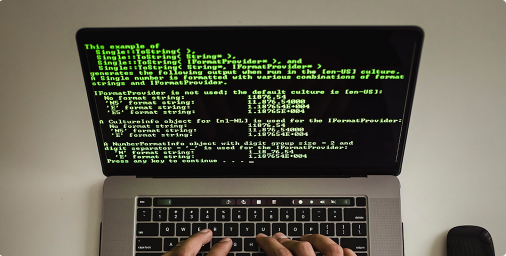 This example of
Single::ToString( ),
Single::ToString( String* ),
Single::ToString( IFormatProvider* ), and
Single::ToString( String*, IFormatProvider* )
generates the following output when run in the [en-US] culture.
A Single number is formatted with various combinations of format
strings and IFormatProvider.
IFormatProvider is not used; the default culture is [en-US]:
No format string: 11876.54
'N5' format string: 11,876.54000
'E' format string: 1.187654E+004
'E5' format string: 1.18765E+004
A CultureInfo object for [nl-NL] is used for the IFormatProvider:
No format string: 11876,54
'N5' format string: 11.876,54000
'E' format string: 1,187654E+004
A NumberFormatInfo object with digit group size = 2 and
digit separator = '_' is used for the IFormatProvider:
'N' format string: 1_18_76.54
'E' format string: 1.187654E+004
Press any key to continue . . . _